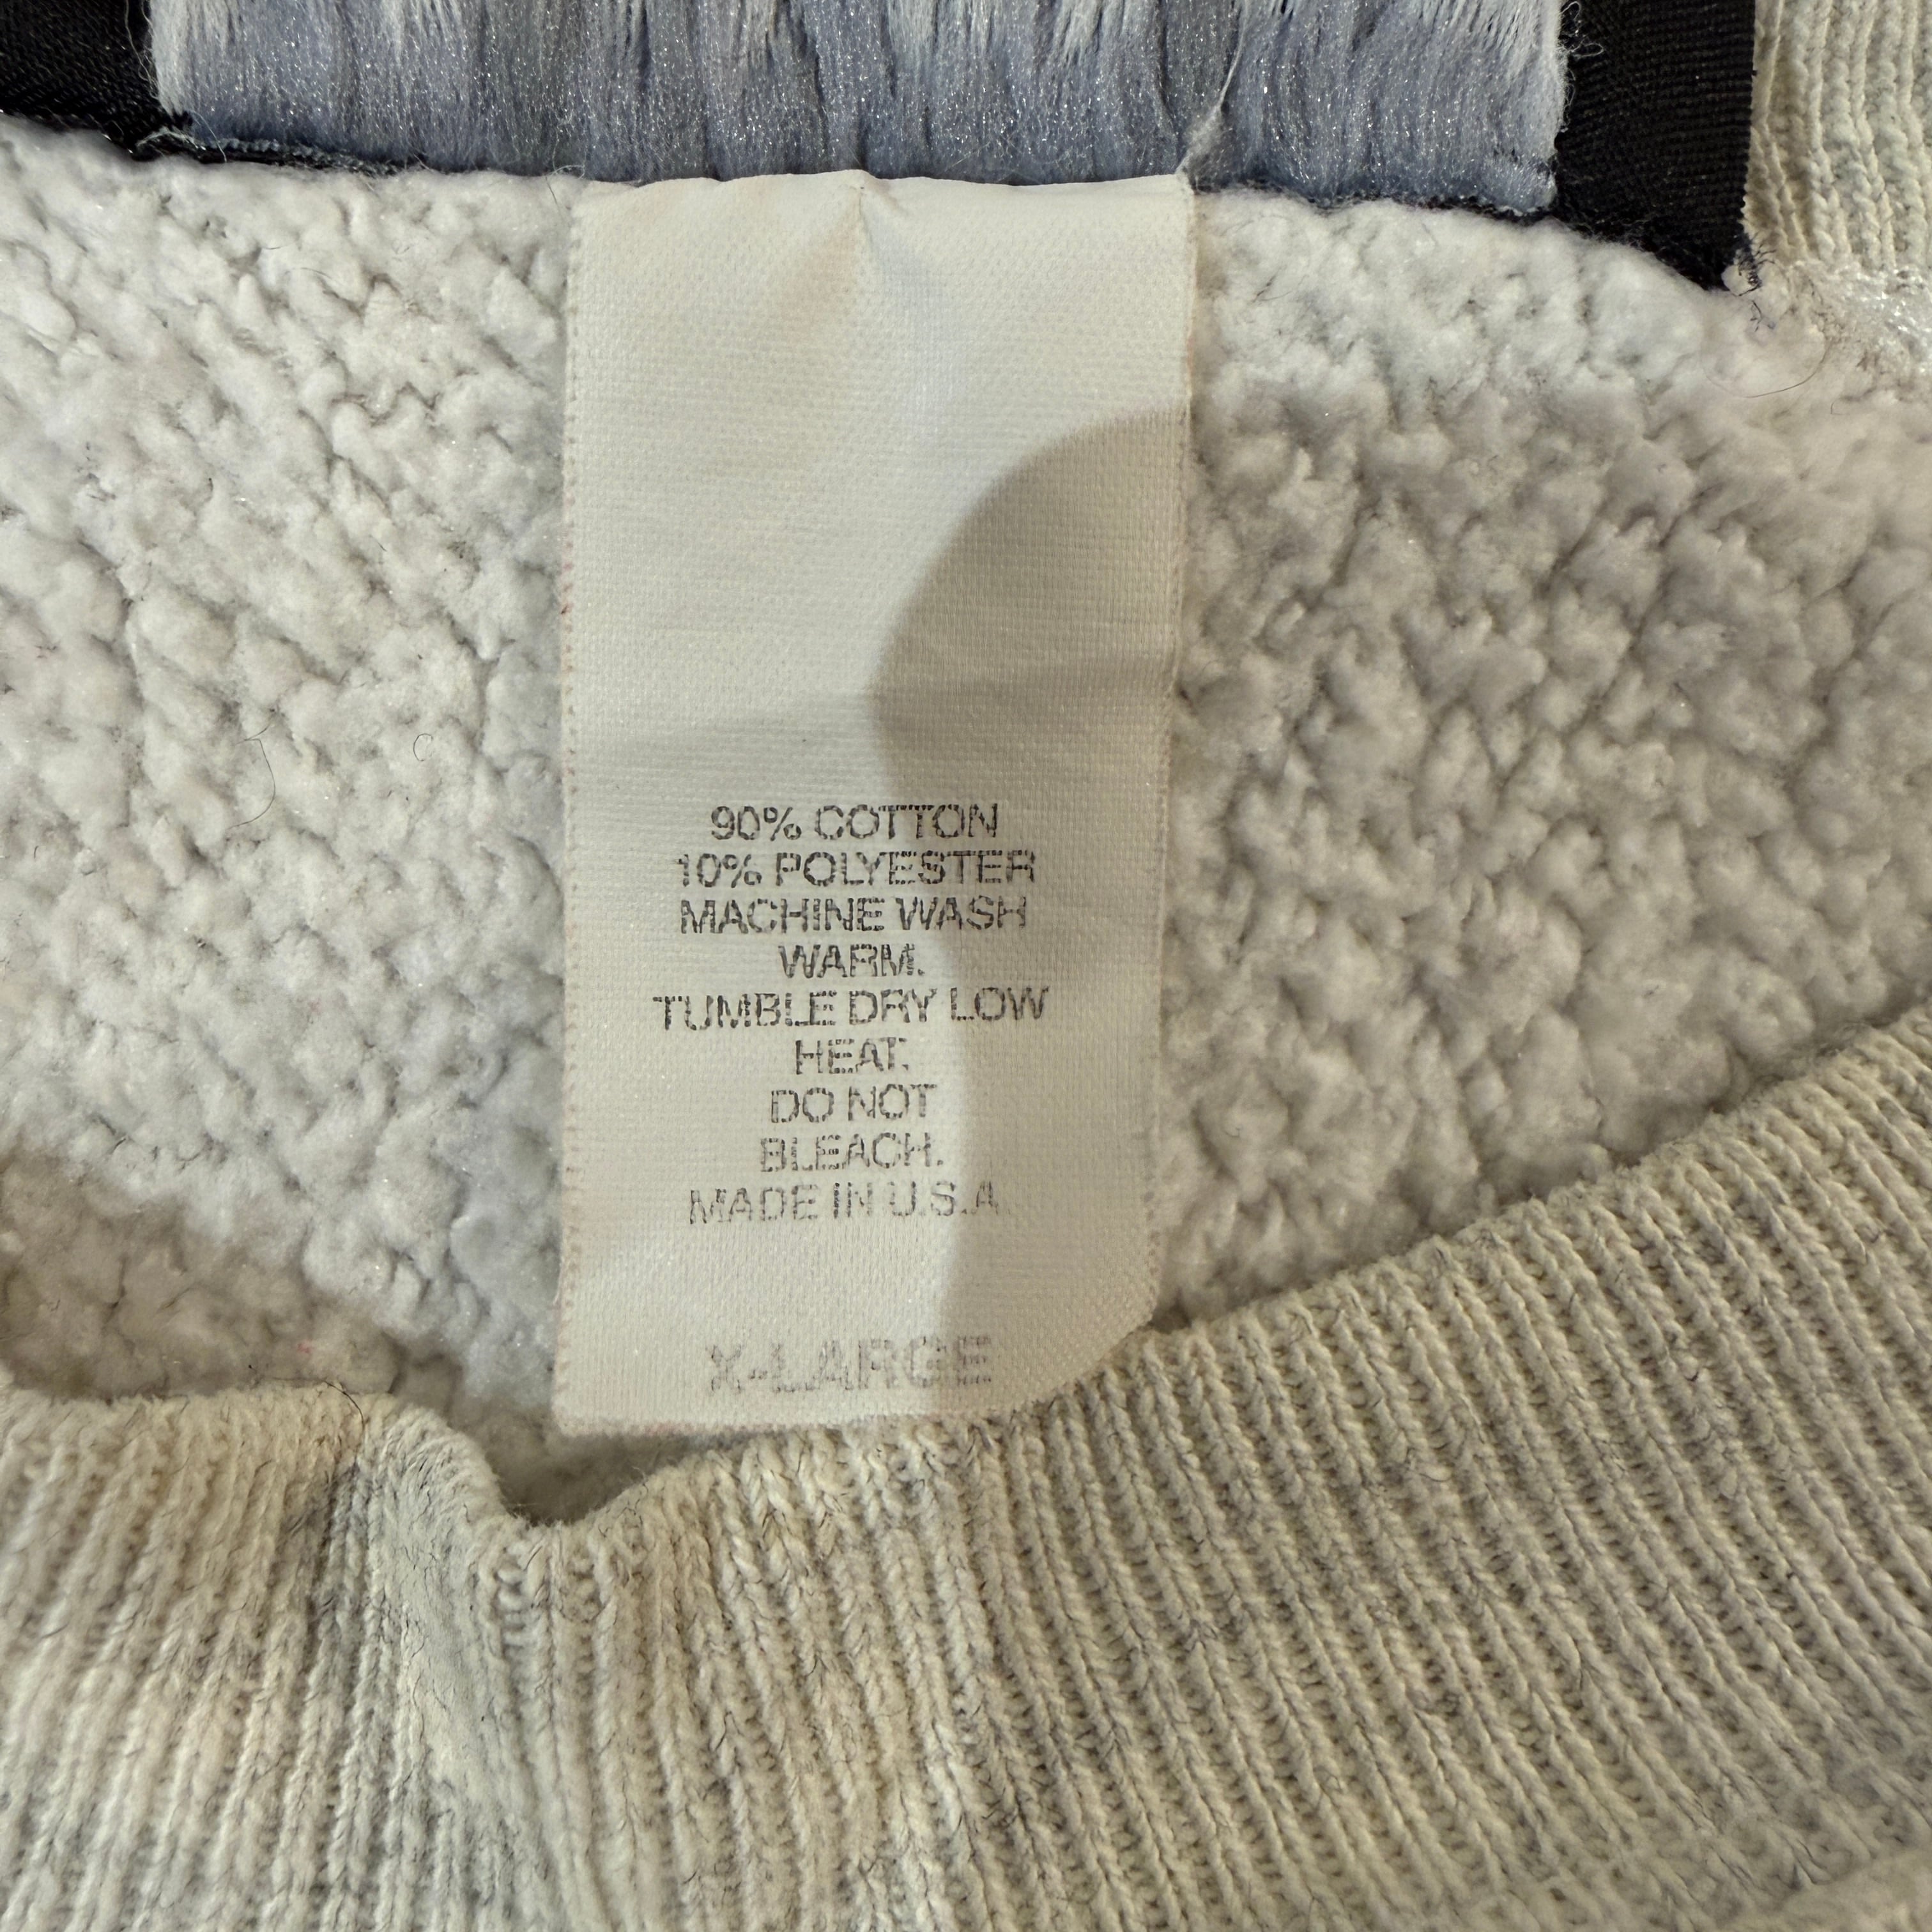 90% COTTON
10% POLYESTER
MACHINE WASH
WARM.
TUMBLE DRY LOW
HEAT.
DO NOT
BLEACH.
MADE IN U.S.A.
X-LARGE